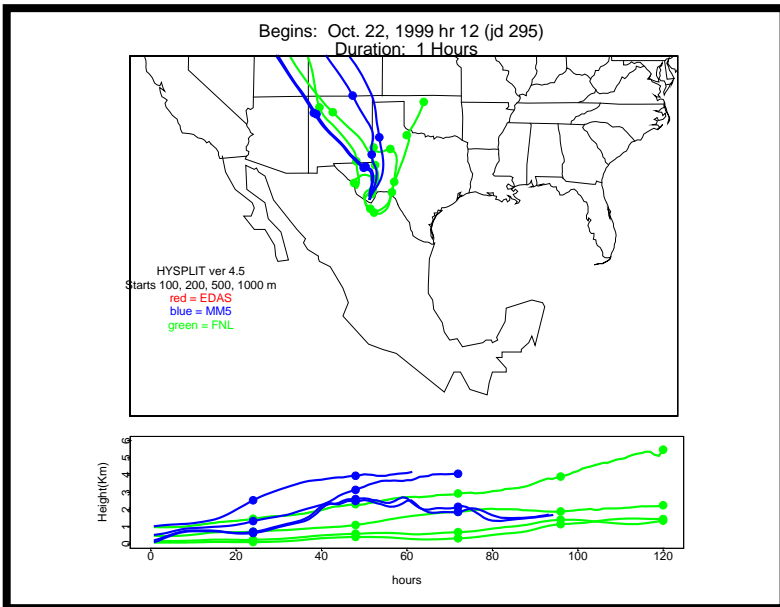 Begins:  Oct. 22, 1999 hr 12 (jd 295)
Duration:  1 Hours
HYSPLIT ver 4.5
Starts 100, 200, 500, 1000 m
red = EDAS
blue = MM5
green = FNL
Height(Km)
6
5
4
3
2
1
0
0 20 40 60 80 100 120
hours